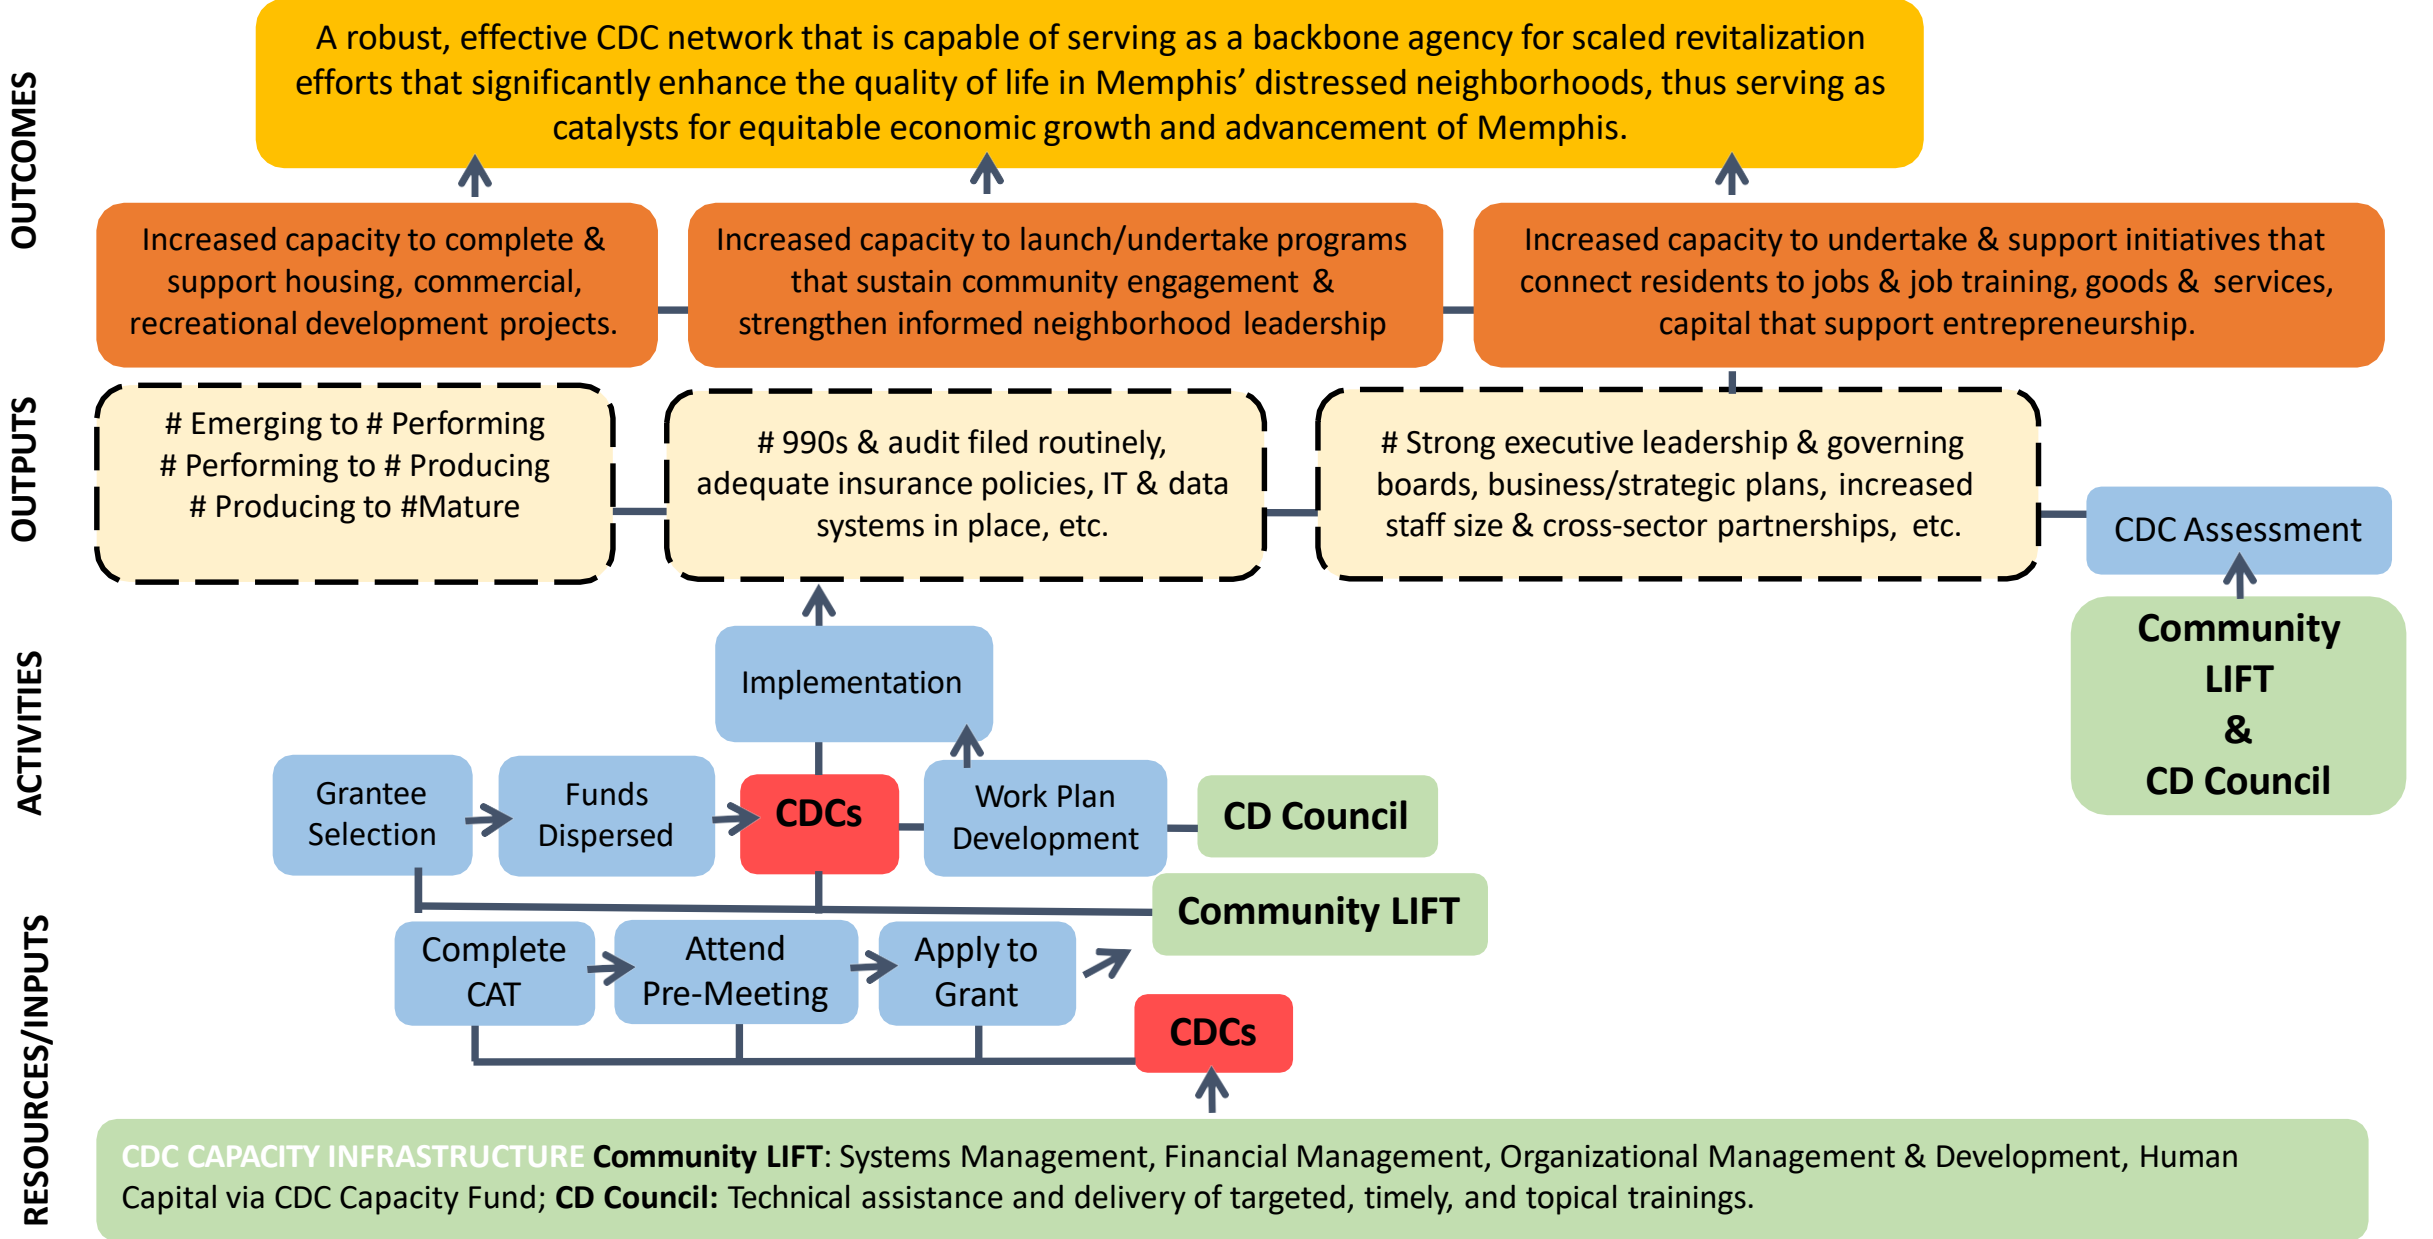 OUTCOMES
A robust, effective CDC network that is capable of serving as a backbone agency for scaled revitalization
efforts that significantly enhance the quality of life in Memphis’ distressed neighborhoods, thus serving as
catalysts for equitable economic growth and advancement of Memphis.
Increased capacity to complete &
support housing, commercial,
recreational development projects.
Increased capacity to launch/undertake programs
that sustain community engagement &
strengthen informed neighborhood leadership
Increased capacity to undertake & support initiatives that
connect residents to jobs & job training, goods & services,
capital that support entrepreneurship.
OUTPUTS
# Emerging to # Performing
# Performing to # Producing
# Producing to #Mature
# 990s & audit filed routinely,
adequate insurance policies, IT & data
systems in place, etc.
# Strong executive leadership & governing
boards, business/strategic plans, increased
staff size & cross-sector partnerships, etc.
CDC Assessment
Community
LIFT
&
CD Council
ACTIVITIES
Implementation
Grantee
Selection
Funds
Dispersed
CDCs
Work Plan
Development
CD Council
Community LIFT
RESOURCES/INPUTS
Complete
CAT
Attend
Pre-Meeting
Apply to
Grant
CDCs
CDC CAPACITY INFRASTRUCTURE Community LIFT: Systems Management, Financial Management, Organizational Management & Development, Human
Capital via CDC Capacity Fund; CD Council: Technical assistance and delivery of targeted, timely, and topical trainings.